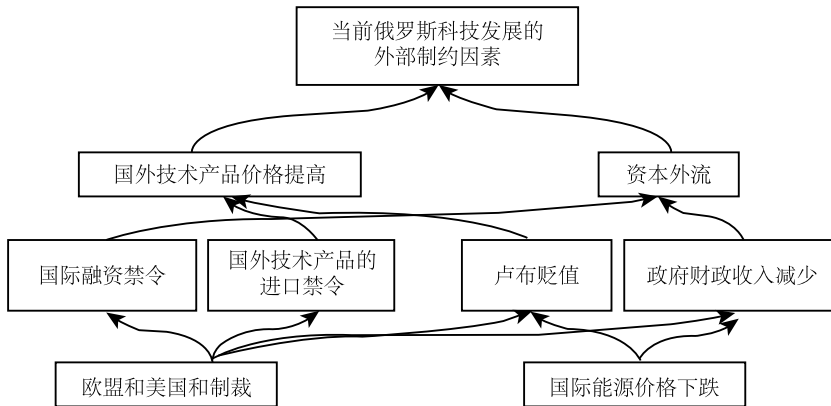 当前俄罗斯科技发展的
外部制约因素
国外技术产品价格提高
资本外流
国际融资禁令
国外技术产品的
进口禁令
卢布贬值
政府财政收入减少
欧盟和美国和制裁
国际能源价格下跌